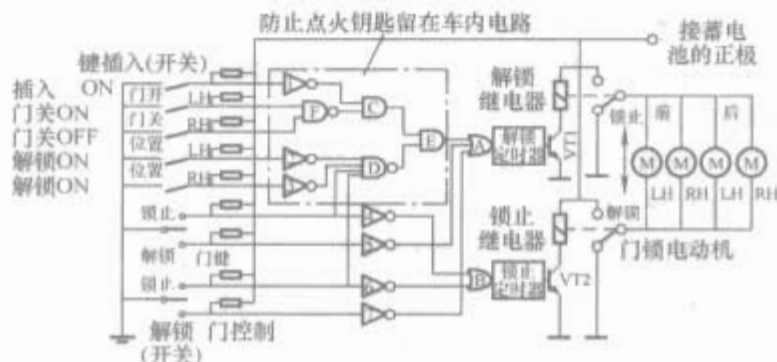 防止点火钥匙留在车内电路
接蓄电
池的正极
键插入(开关)
插入
ON
门开
LH
门关ON
F
C
门关
RH
门关OFF
位置
LH
E
解锁ON
位置
RH
D
解锁ON
锁止
解锁
门键
锁止
解锁 门控制
(开关)
A
解锁
定时器
VT1
解锁
继电器
B
锁止
定时器
VT2
锁止
继电器
锁止
解锁
前
后
M
M
M
M
LH
RH
LH
RH
门锁电动机